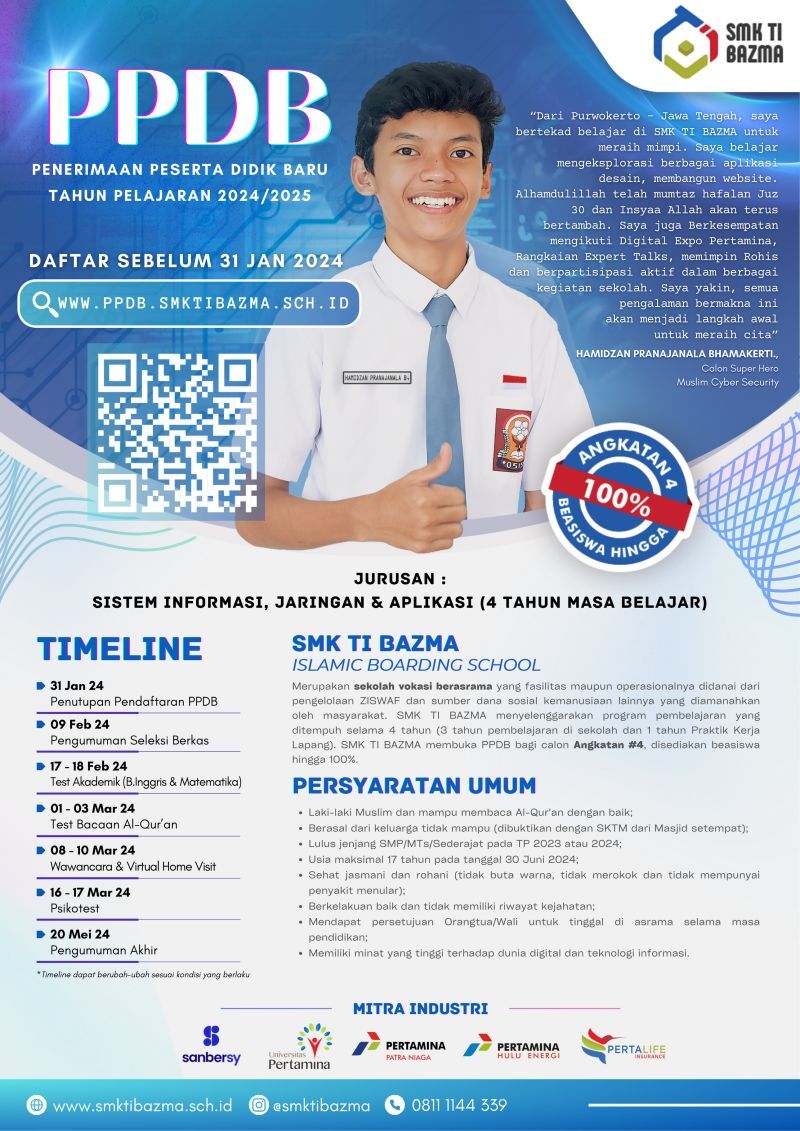 SMK TI
BAZMA
PPDB
PENERIMAAN PESERTA DIDIK BARU
TAHUN PELAJARAN 2024/2025
DAFTAR SEBELUM 31 JAN 2024
WWW.PPDB.SMKTIBAZMA.SCH.ID
“Dari Purwokerto – Jawa Tengah, saya
bertekad belajar di SMK TI BAZMA untuk
meraih mimpi. Saya belajar
mengeksplorasi berbagai aplikasi
desain, membangun website.
Alhamdulillah telah mumtaz hafalan Juz
30 dan Insyaa Allah akan terus
bertambah. Saya juga Berkesempatan
mengikuti Digital Expo Pertamina,
Rangkaian Expert Talks, memimpin Rohis
dan berpartisipasi aktif dalam berbagai
kegiatan sekolah. Saya yakin, semua
pengalaman bermakna ini
akan menjadi langkah awal
untuk meraih cita”
HAMIDZAN PRANAJANALA BHAMAKERTI.,
Calon Super Hero
Muslim Cyber Security
HAMIDZAN PRANAJANALA B.
ANGKATAN 4
BEASISWA HINGGA
100%
JURUSAN :
SISTEM INFORMASI, JARINGAN & APLIKASI (4 TAHUN MASA BELAJAR)
TIMELINE
31 Jan 24
Penutupan Pendaftaran PPDB
09 Feb 24
Pengumuman Seleksi Berkas
17 - 18 Feb 24
Test Akademik (B.Inggris & Matematika)
01 - 03 Mar 24
Test Bacaan Al-Qur’an
08 - 10 Mar 24
Wawancara & Virtual Home Visit
16 - 17 Mar 24
Psikotest
20 Mei 24
Pengumuman Akhir
*Timeline dapat berubah-ubah sesuai kondisi yang berlaku
SMK TI BAZMA
ISLAMIC BOARDING SCHOOL
Merupakan sekolah vokasi berasrama yang fasilitas maupun operasionalnya didanai dari
pengelolaan ZISWAF dan sumber dana sosial kemanusiaan lainnya yang diamanahkan
oleh masyarakat. SMK TI BAZMA menyelenggarakan program pembelajaran yang
ditempuh selama 4 tahun (3 tahun pembelajaran di sekolah dan 1 tahun Praktik Kerja
Lapang). SMK TI BAZMA membuka PPDB bagi calon Angkatan #4, disediakan beasiswa
hingga 100%.
PERSYARATAN UMUM
• Laki-laki Muslim dan mampu membaca Al-Qur'an dengan baik;
• Berasal dari keluarga tidak mampu (dibuktikan dengan SKTM dari Masjid setempat);
• Lulus jenjang SMP/MTs/Sederajat pada TP 2023 atau 2024;
• Usia maksimal 17 tahun pada tanggal 30 Juni 2024;
• Sehat jasmani dan rohani (tidak buta warna, tidak merokok dan tidak mempunyai
penyakit menular);
• Berkelakuan baik dan tidak memiliki riwayat kejahatan;
• Mendapat persetujuan Orangtua/Wali untuk tinggal di asrama selama masa
pendidikan;
• Memiliki minat yang tinggi terhadap dunia digital dan teknologi informasi.
MITRA INDUSTRI
sanbersy
Universitas
Pertamina
PERTAMINA
PATRA NIAGA
PERTAMINA
HULU ENERGI
PERTALIFE
INSURANCE
www.smktibazma.sch.id
@smktibazma
0811 1144 339